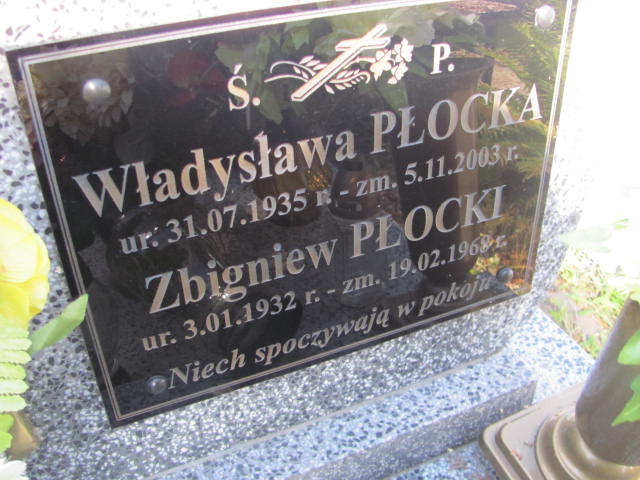 Ś. P.
Władysława PŁOCKA
ur. 31.07.1935 r. - zm. 5.11.2003 r.
Zbigniew PŁOCKI
ur. 3.01.1932 r. - zm. 19.02.1968 r.
Niech spoczywają w pokoju